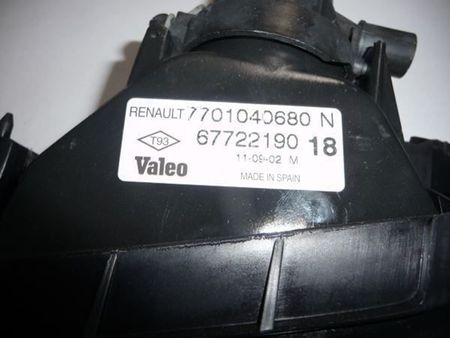 RENAULT 7701040680 N
T93 67722190 18
Valeo 11-09-02 M
MADE IN SPAIN